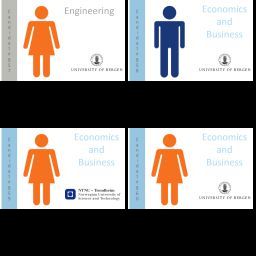 Engineering
UNIVERSITY OF BERGEN
Economics
and
Business
UNIVERSITY OF BERGEN
Economics
and
Business
NTNU – Trondheim
Norwegian University of
Science and Technology
Economics
and
Business
UNIVERSITY OF BERGEN